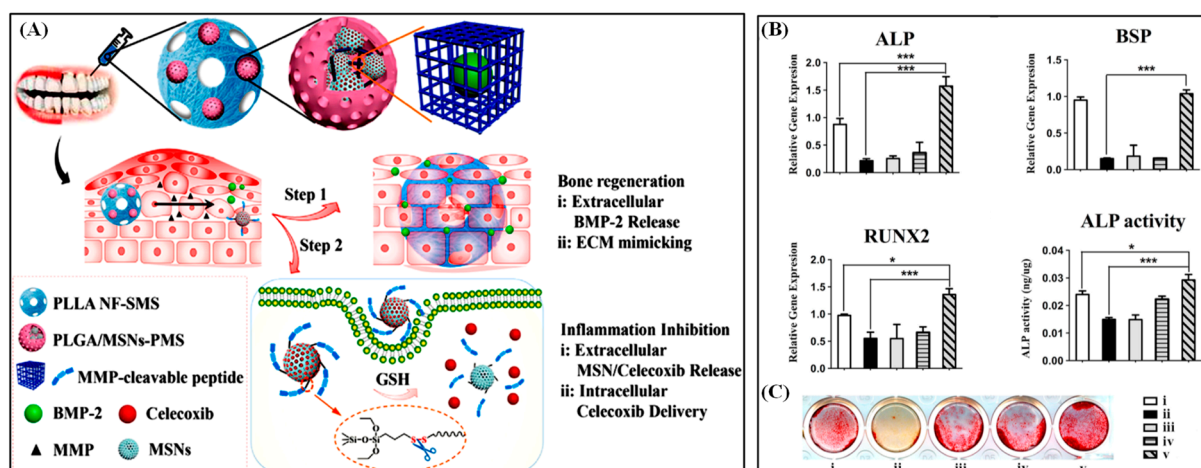 (A)
Step 1
Step 2
Bone regeneration
i: Extracellular
BMP-2 Release
ii: ECM mimicking
PLLA NF-SMS
PLGA/MSNs-PMS
MMP-cleavable peptide
BMP-2
Celecoxib
MMP
MSNs
GSH
Si-O-Si
O
O
S-S
Inflammation Inhibition
i: Extracellular
MSN/Celecoxib Release
ii: Intracellular
Celecoxib Delivery
(B)
ALP
Relative Gene Expresion
2.0
1.5
1.0
0.5
0.0
***
***
BSP
Relative Gene Expresion
1.5
1.0
0.5
0.0
***
RUNX2
Relative Gene Expresion
2.0
1.5
1.0
0.5
0.0
*
***
ALP activity
ALP activity (ng/ug)
0.04
0.03
0.02
0.01
0.00
*
***
(C)
i
ii
iii
iv
v
i
ii
iii
iv
v